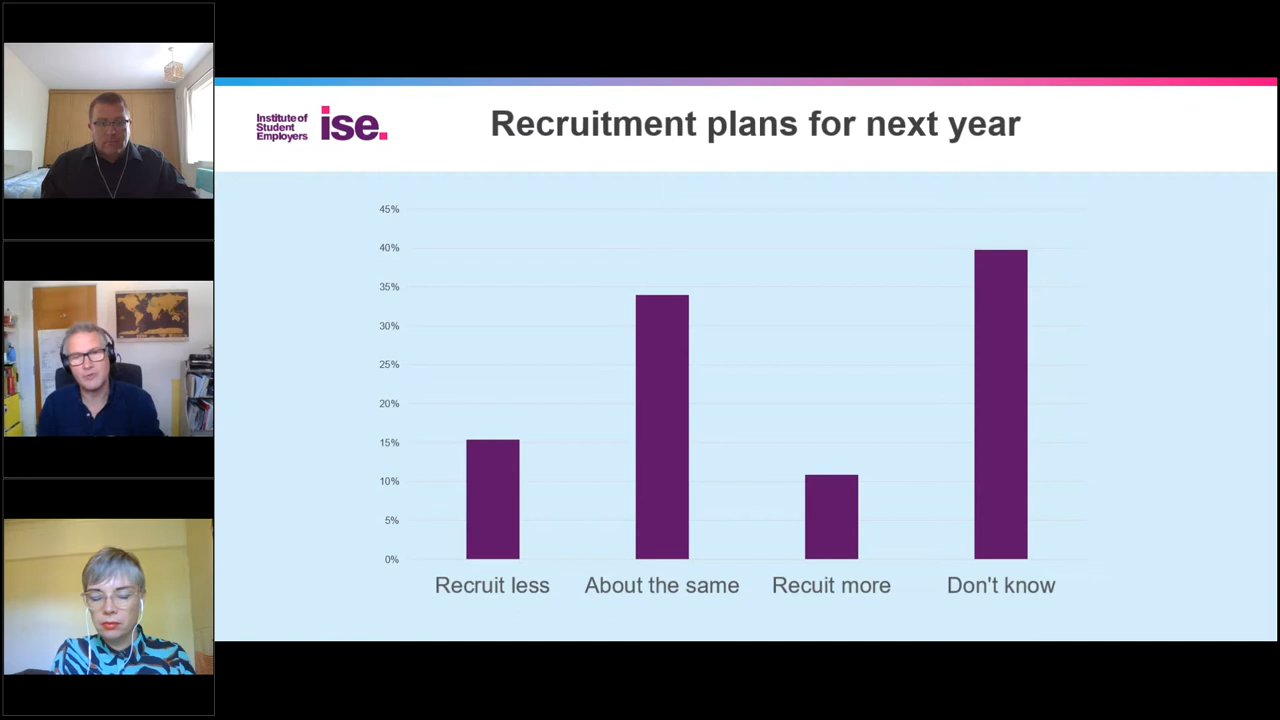 Institute of
Student
Employers
ise.
Recruitment plans for next year
45%
40%
35%
30%
25%
20%
15%
10%
5%
0%
Recruit less
About the same
Recuit more
Don't know